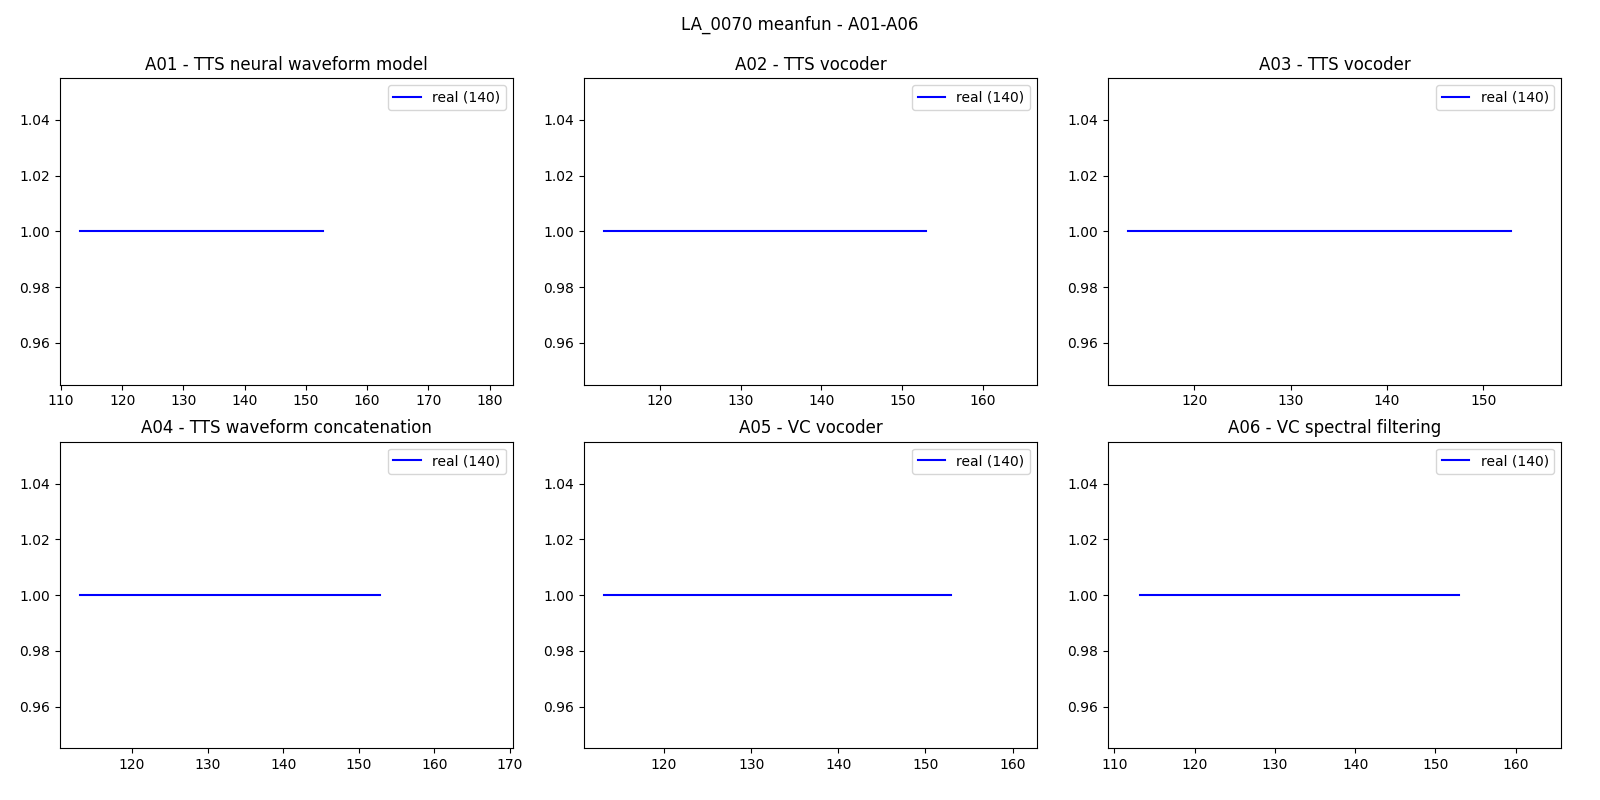 LA_0070 meanfun - A01-A06
A01 - TTS neural waveform model
real (140)
1.04
1.02
1.00
0.98
0.96
110 120 130 140 150 160 170 180
A02 - TTS vocoder
real (140)
1.04
1.02
1.00
0.98
0.96
120 130 140 150 160
A03 - TTS vocoder
real (140)
1.04
1.02
1.00
0.98
0.96
120 130 140 150
A04 - TTS waveform concatenation
real (140)
1.04
1.02
1.00
0.98
0.96
120 130 140 150 160 170
A05 - VC vocoder
real (140)
1.04
1.02
1.00
0.98
0.96
120 130 140 150 160
A06 - VC spectral filtering
real (140)
1.04
1.02
1.00
0.98
0.96
110 120 130 140 150 160